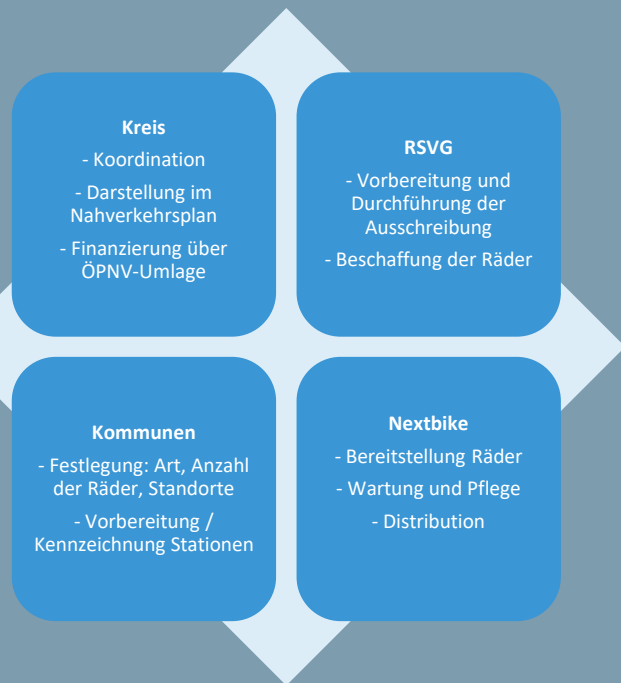 Kreis
- Koordination
- Darstellung im
Nahverkehrsplan
- Finanzierung über
ÖPNV-Umlage
RSVG
- Vorbereitung und
Durchführung der
Ausschreibung
- Beschaffung der Räder
Kommunen
- Festlegung: Art, Anzahl
der Räder, Standorte
- Vorbereitung /
Kennzeichnung Stationen
Nextbike
- Bereitstellung Räder
- Wartung und Pflege
- Distribution